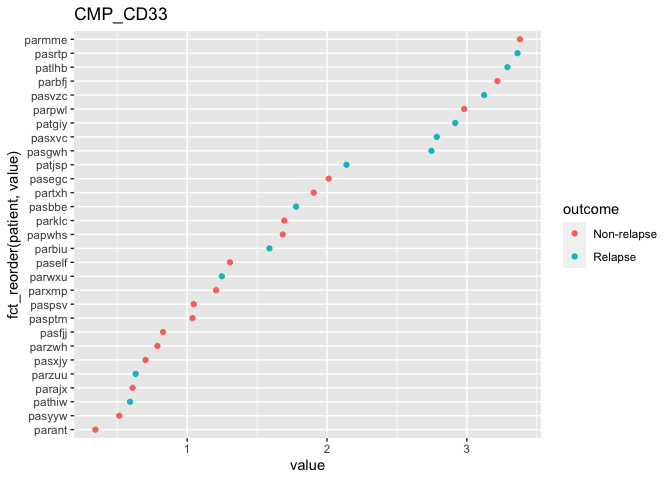 CMP_CD33
fct_reorder(patient, value)
parmme
pasrtp
patlhb
parbfj
pasvzc
parpwl
patgiy
pasxvc
pasgwh
patjsp
pasegc
partxh
pasbbe
parklc
papwhs
parbiu
paself
parwxu
parxmp
paspsv
pasptm
pasfjj
parzwh
pasxjy
parzuu
parajx
pathiw
pasyyw
parant
1 2 3
value
outcome
Non-relapse
Relapse